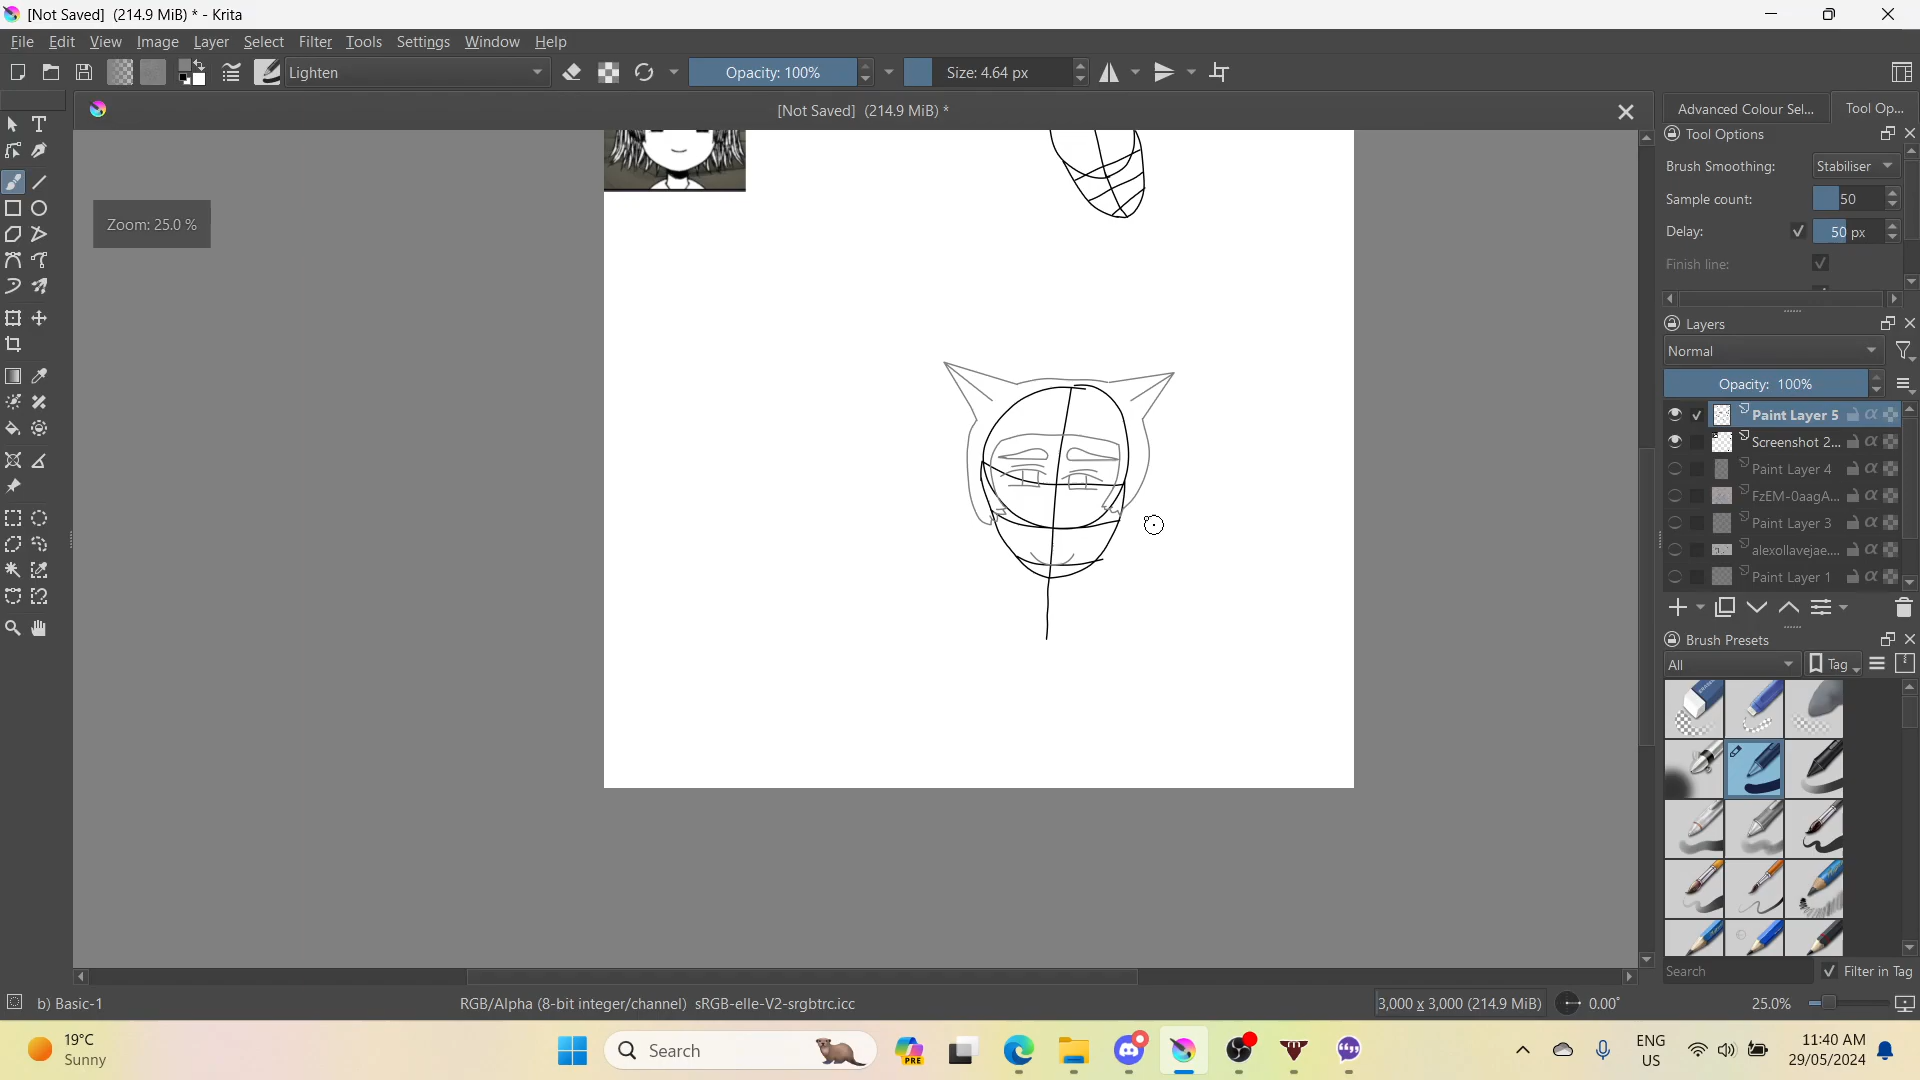 [Not Saved]  (214.9 MiB) * - Krita
File Edit View Image Layer Select Filter Tools Settings Window Help
Lighten
Opacity: 100%
Size: 4.64 px
[Not Saved]  (214.9 MiB) *
Zoom: 25.0 %
Advanced Colour Sel...
Tool Op...
Tool Options
Brush Smoothing:
Stabiliser
Sample count:
50
Delay:
50 px
Finish line:
Layers
Normal
Opacity:  100%
Paint Layer 5
Screenshot 2...
Paint Layer 4
FzEM-0aagA...
Paint Layer 3
alexollavejae....
Paint Layer 1
Brush Presets
All
Tag
Search
Filter in Tag
b) Basic-1
RGB/Alpha (8-bit integer/channel)  sRGB-elle-V2-srgbtrc.icc
3,000 x 3,000 (214.9 MiB)
0.00°
25.0%
19°C
Sunny
Search
PRE
ENG
US
11:40 AM
29/05/2024